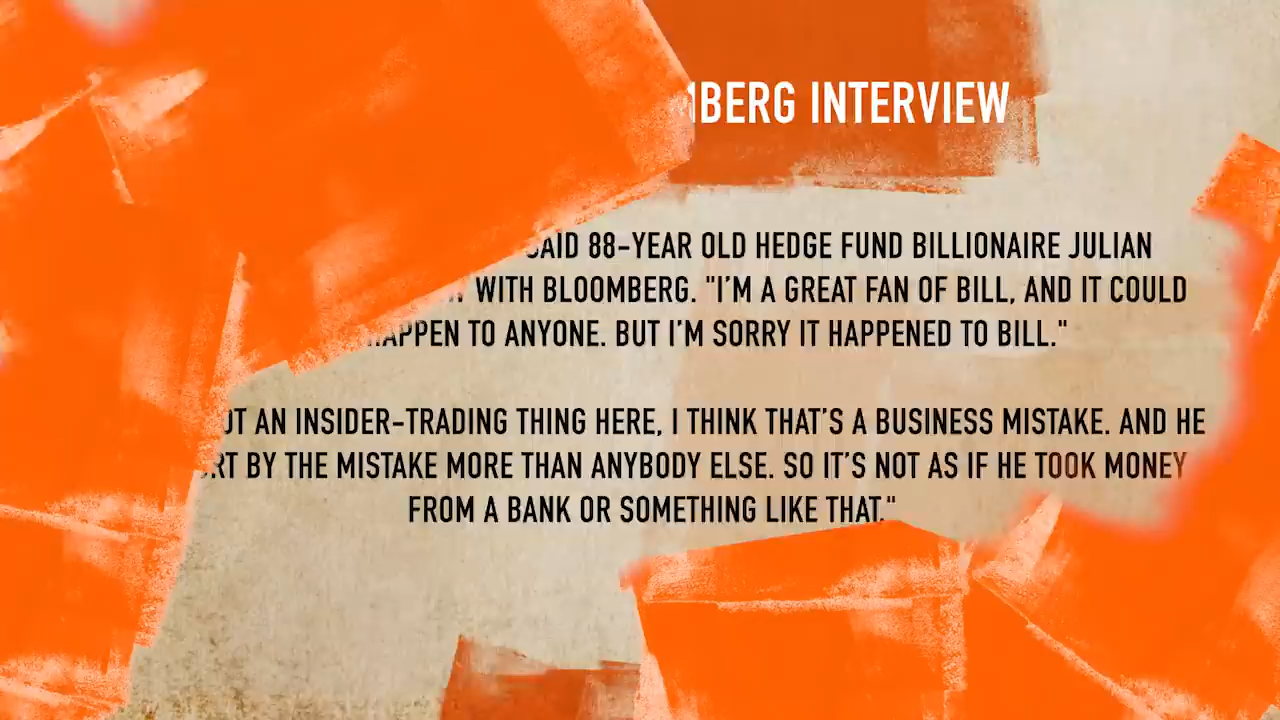 INTERVIEW
SAID 88-YEAR OLD HEDGE FUND BILLIONAIRE JULIAN
WITH BLOOMBERG. "I'M A GREAT FAN OF BILL, AND IT COULD
HAPPEN TO ANYONE. BUT I'M SORRY IT HAPPENED TO BILL."
AN INSIDER-TRADING THING HERE, I THINK THAT'S A BUSINESS MISTAKE. AND HE
BY THE MISTAKE MORE THAN ANYBODY ELSE. SO IT'S NOT AS IF HE TOOK MONEY
FROM A BANK OR SOMETHING LIKE THAT."